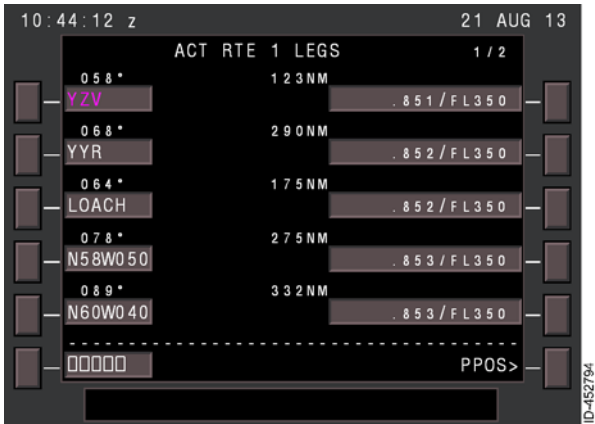 10:44:12 z 21 AUG 13
ACT RTE 1 LEGS 1/2
058° 123NM
YZV .851/FL350
068° 290NM
YYR .852/FL350
064° 175NM
LOACH .852/FL350
078° 275NM
N58W050 .853/FL350
089° 332NM
N60W040 .853/FL350
------------------------------------
□□□□□ PPOS>
ID-452794